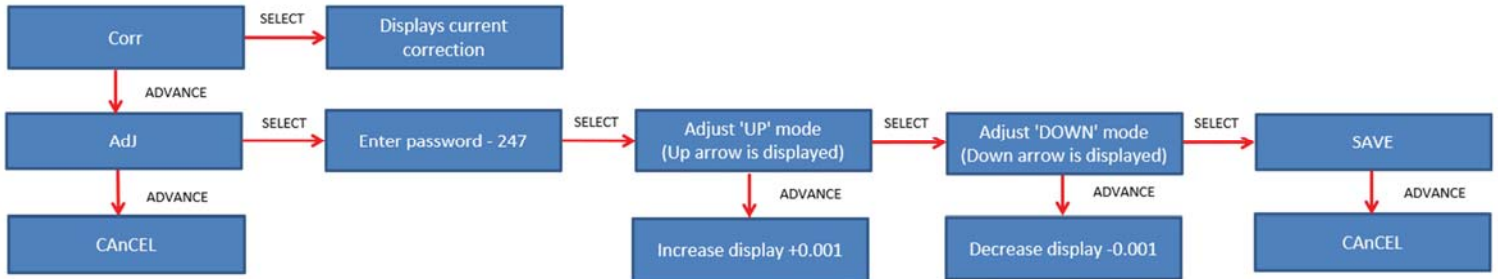 Corr
SELECT
Displays current
correction
ADVANCE
AdJ
SELECT
Enter password - 247
SELECT
Adjust 'UP' mode
(Up arrow is displayed)
SELECT
Adjust 'DOWN' mode
(Down arrow is displayed)
SELECT
SAVE
ADVANCE
ADVANCE
ADVANCE
ADVANCE
CAnCEL
Increase display +0.001
Decrease display -0.001
CAnCEL